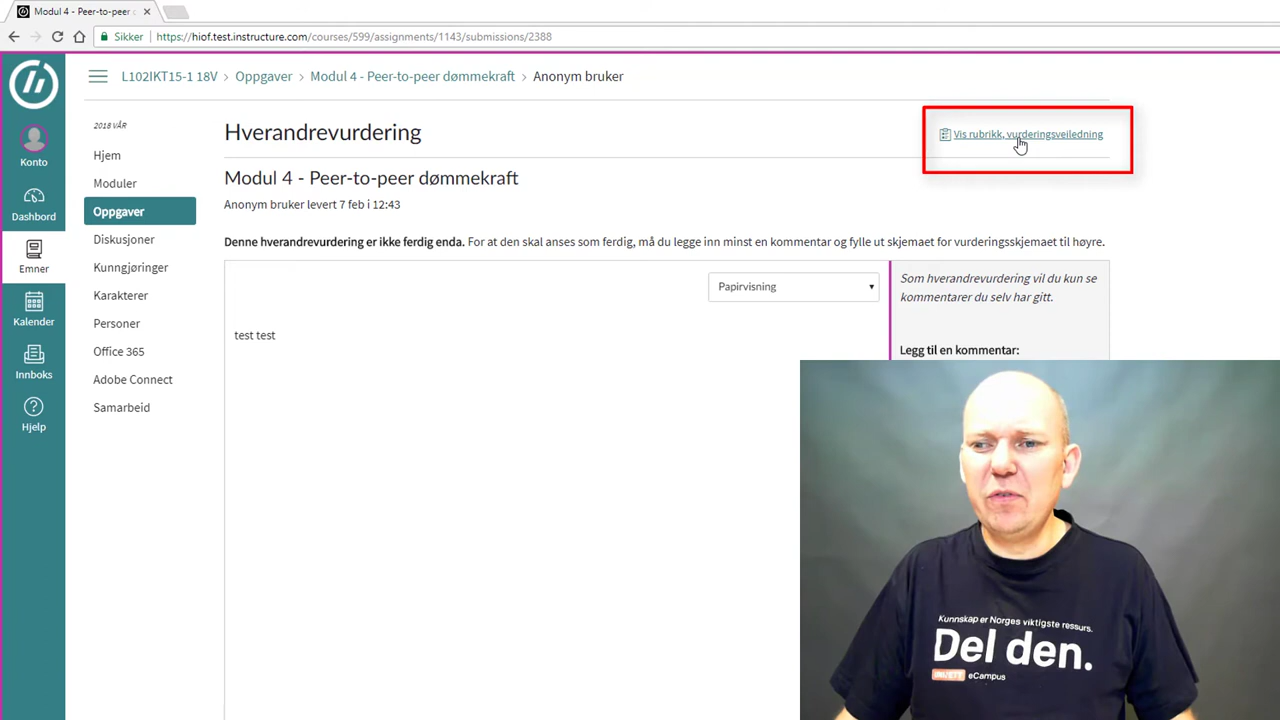 Modul 4 - Peer-to-peer
Sikker
https://hiof.test.instructure.com/courses/599/assignments/1143/submissions/2388
L102IKT15-1 18V > Oppgaver > Modul 4 - Peer-to-peer dømmekraft > Anonym bruker
Konto
Dashbord
Emner
Kalender
Innboks
Hjelp
2018 VÅR
Hjem
Moduler
Oppgaver
Diskusjoner
Kunngjøringer
Karakterer
Personer
Office 365
Adobe Connect
Samarbeid
Hverandrevurdering
Vis rubrikk, vurderingsveiledning
Modul 4 - Peer-to-peer dømmekraft
Anonym bruker levert 7 feb i 12:43
Denne hverandrevurdering er ikke ferdig enda. For at den skal anses som ferdig, må du legge inn minst en kommentar og fylle ut skjemaet for vurderingsskjemaet til høyre.
Papirvisning
test test
Som hverandrevurdering vil du kun se
kommentarer du selv har gitt.
Legg til en kommentar:
Kunnskap er Norges viktigste ressurs.
Del den.
eCampus